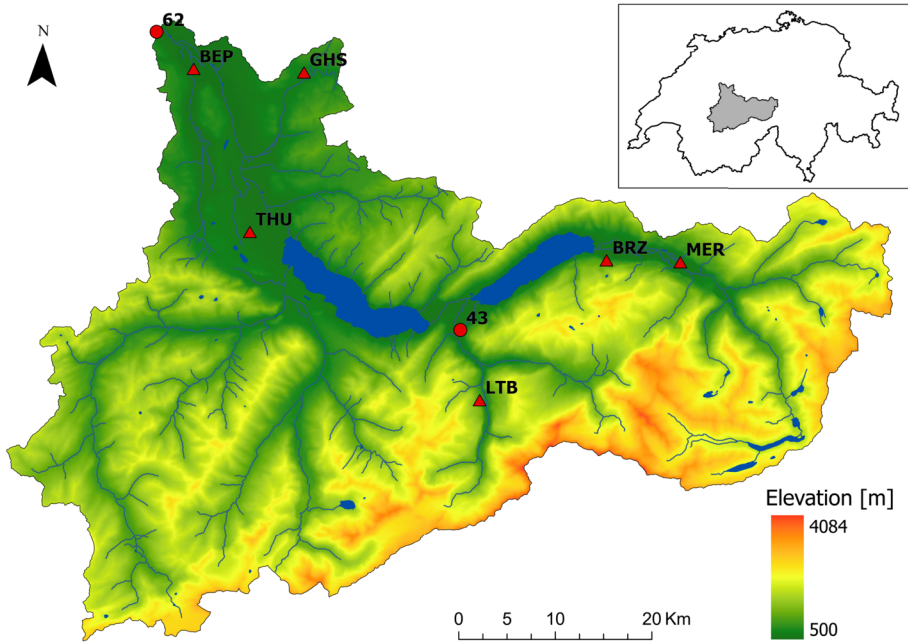 62
N
BEP
GHS
THU
BRZ
MER
43
LTB
Elevation [m]
4084
500
0 5 10 20 Km